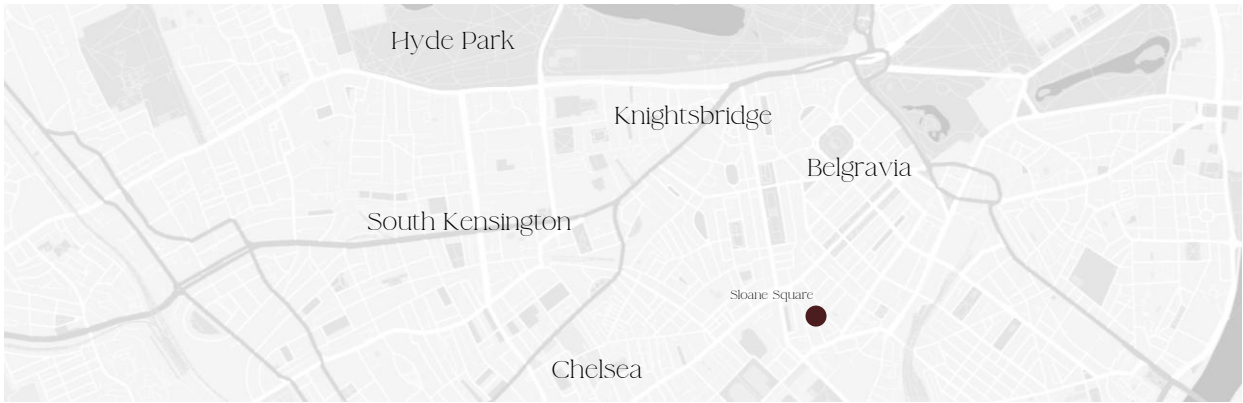 Hyde Park
Knightsbridge
Belgravia
South Kensington
Sloane Square
Chelsea